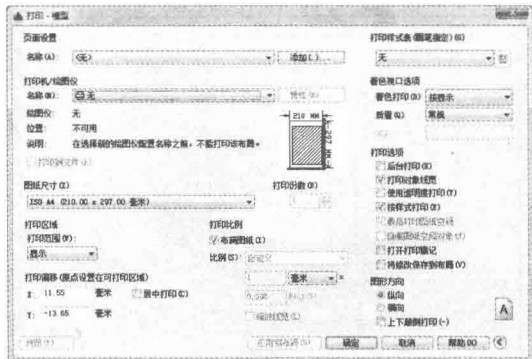 打印 - 模型
页面设置
名称(A): <无> 添加(.)...
打印机/绘图仪
名称(M): 无 特性(R)...
绘图仪: 无
位置: 不可用
说明: 在选择新的绘图仪配置名称之前，不能打印该布局。
打印到文件(F)
210 MM
297 MM
图纸尺寸(Z)
ISO A4 (210.00 x 297.00 毫米)
打印份数(B)
1
打印区域
打印范围(W):
显示
打印比例
布满图纸(I)
比例(S): 自定义
1 毫米 =
单位(U)
缩放线宽(L)
打印偏移(原点设置在可打印区域)
X: 11.55 毫米 居中打印(C)
Y: -13.65 毫米
打印样式表(画笔指定)(G)
无
着色视口选项
着色打印(D) 按显示
质量(Q) 常规
打印选项
后台打印(K)
打印对象线宽
使用透明度打印(T)
按样式打印(E)
最后打印图纸空间
隐藏图纸空间对象(J)
打开打印戳记
将修改保存到布局(V)
图形方向
纵向
横向
上下颠倒打印(-)
A
预览(P)... 应用到布局(U) 确定 取消 帮助(H)